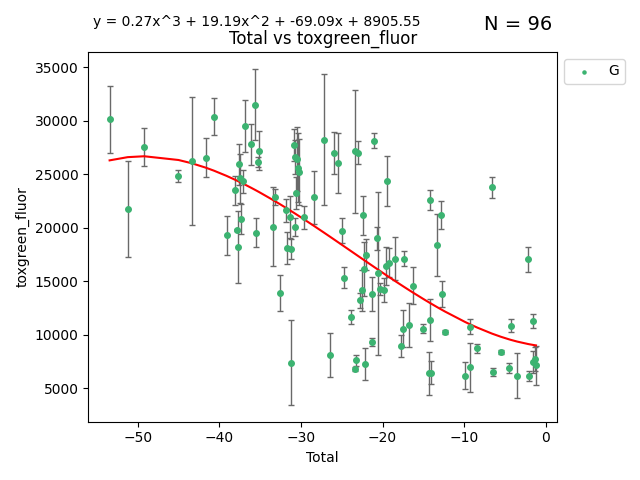 y = 0.27x^3 + 19.19x^2 + -69.09x + 8905.55
N = 96
Total vs toxgreen_fluor
G
toxgreen_fluor
35000
30000
25000
20000
15000
10000
5000
−50
−40
−30
−20
−10
0
Total